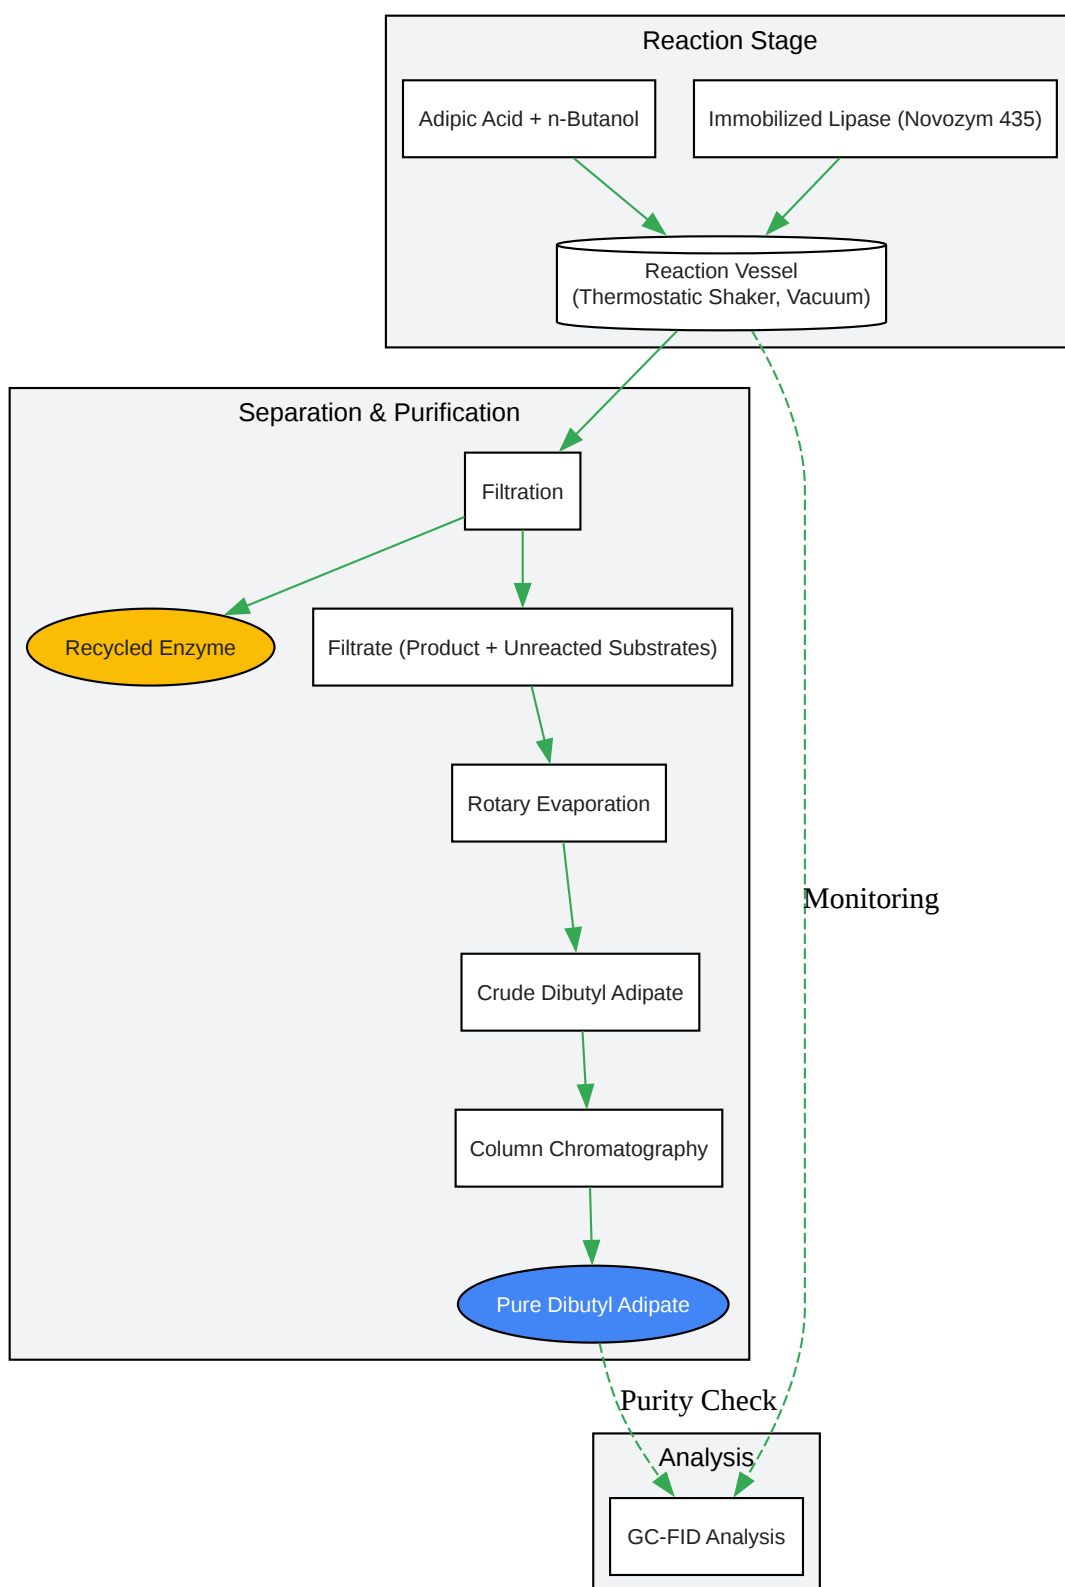 Reaction Stage
Adipic Acid + n-Butanol
Immobilized Lipase (Novozym 435)
Reaction Vessel
(Thermostatic Shaker, Vacuum)
Separation & Purification
Filtration
Recycled Enzyme
Filtrate (Product + Unreacted Substrates)
Rotary Evaporation
Monitoring
Crude Dibutyl Adipate
Column Chromatography
Pure Dibutyl Adipate
Purity Check
Analysis
GC-FID Analysis